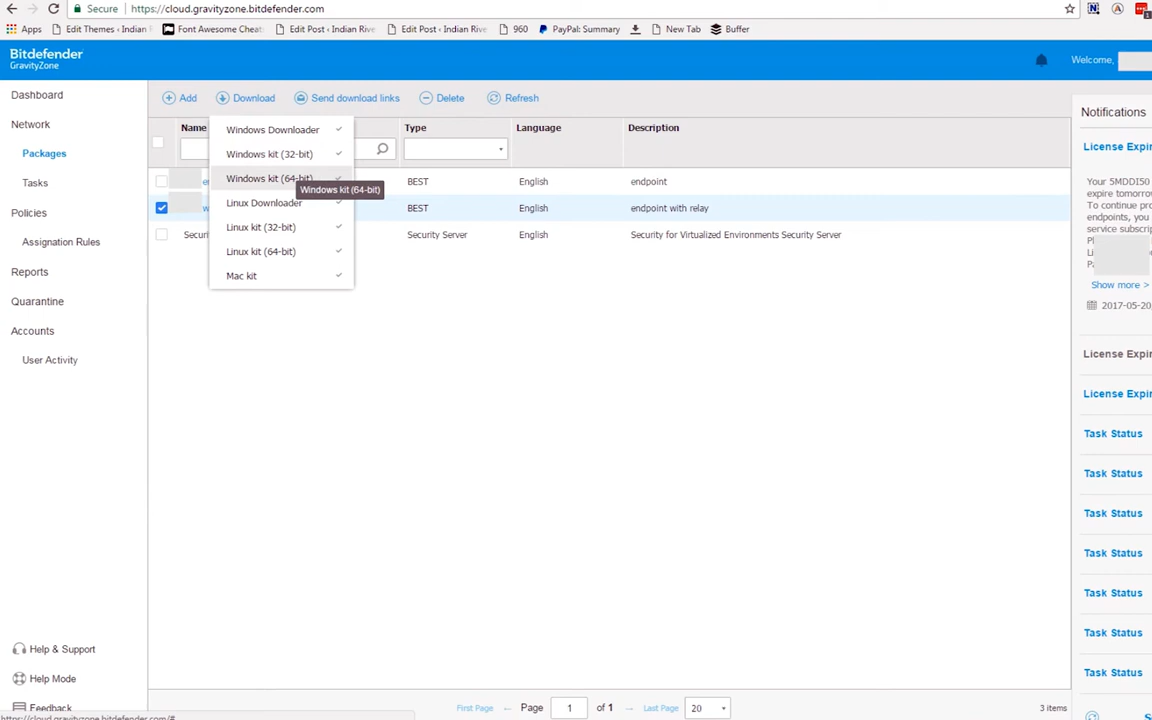 Secure https://cloud.gravityzone.bitdefender.com
Apps Edit Themes ‹ Indian R Font Awesome Cheat Edit Post ‹ Indian Rive Edit Post ‹ Indian Rive 960 PayPal: Summary New Tab Buffer
Bitdefender
GravityZone
Welcome,
Dashboard
Network
Packages
Tasks
Policies
Assignation Rules
Reports
Quarantine
Accounts
User Activity
Help & Support
Help Mode
Feedback
https://cloud.gravityzone.bitdefender.com/#
Add Download Send download links Delete Refresh
Name Type Language Description
BEST English endpoint
BEST English endpoint with relay
Securi Security Server English Security for Virtualized Environments Security Server
Windows Downloader
Windows kit (32-bit)
Windows kit (64-bit)
Windows kit (64-bit)
Linux Downloader
Linux kit (32-bit)
Linux kit (64-bit)
Mac kit
First Page Page 1 of 1 Last Page 20 3 items
Notifications
License Expir
Your 5MDDI50
expire tomorrow
To continue pro
endpoints, you
service subscrip
Show more >
2017-05-20,
License Expir
License Expir
Task Status
Task Status
Task Status
Task Status
Task Status
Task Status
Task Status